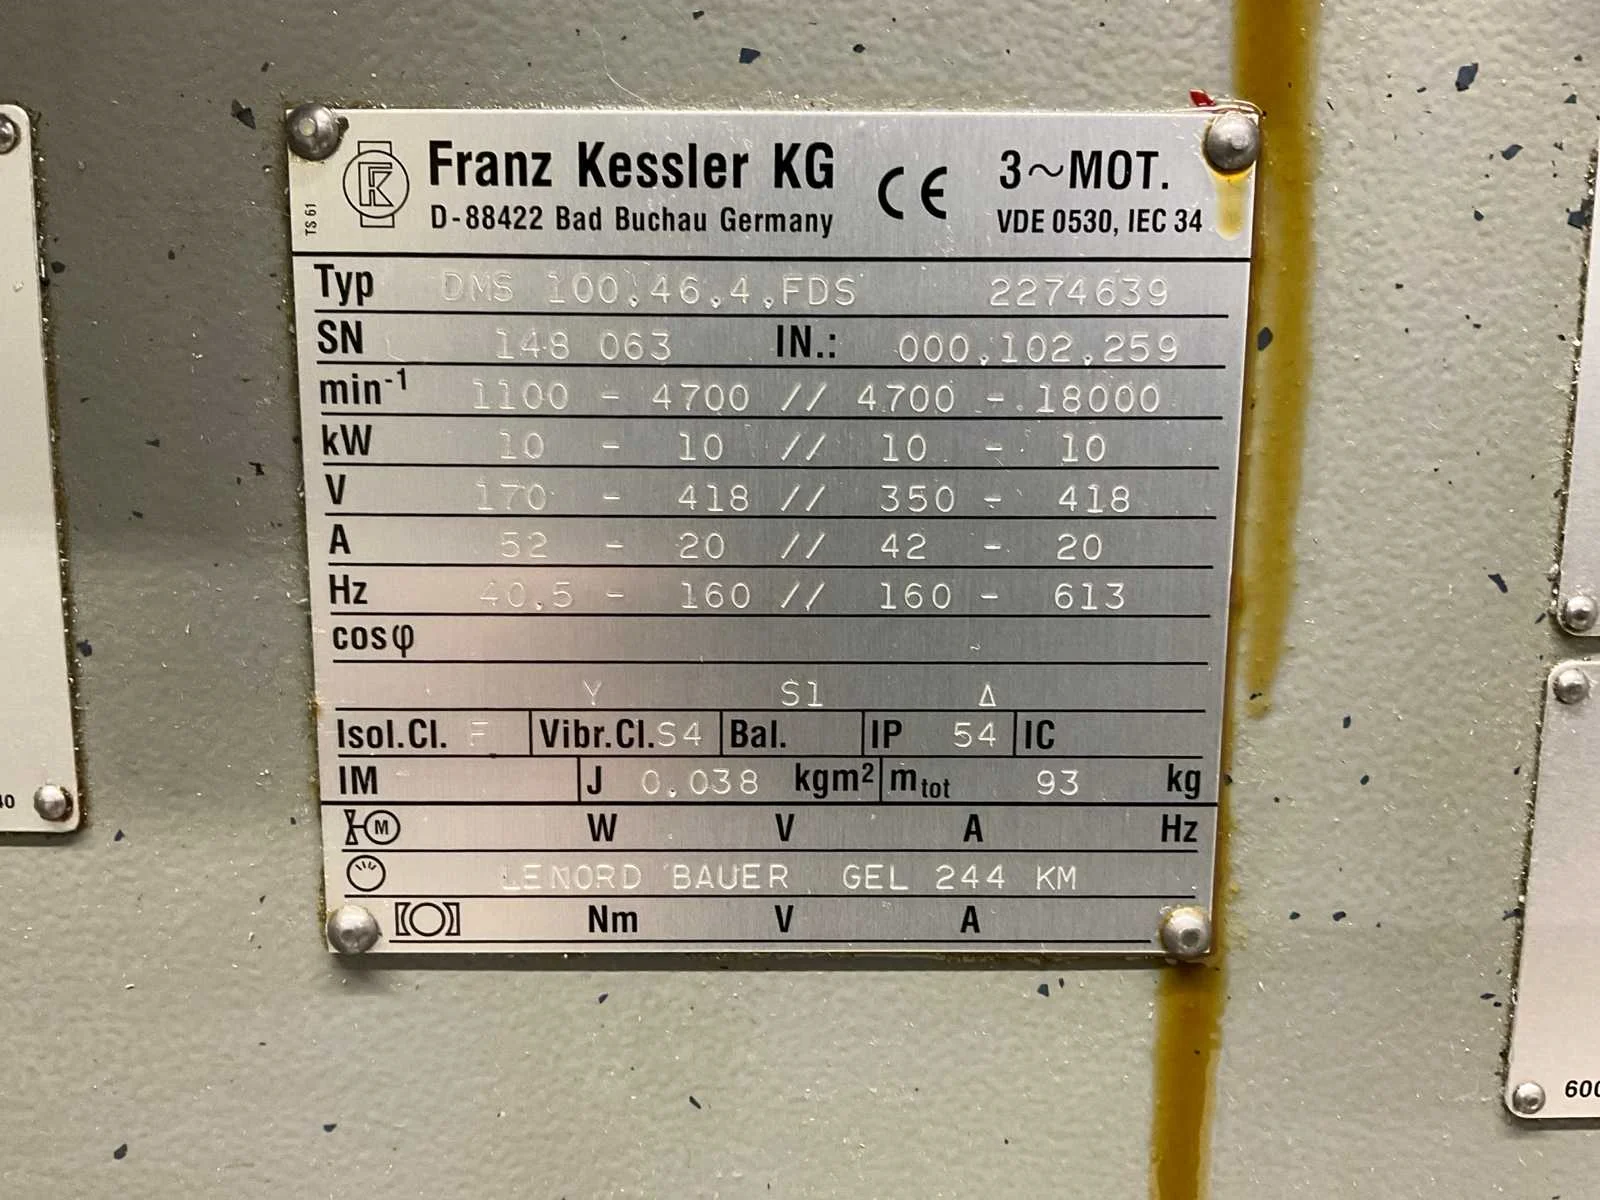 Franz Kessler KG CE 3~MOT.
D-88422 Bad Buchau Germany VDE 0530, IEC 34
TS 61
Typ DMS 100.46.4.FDS 2274639
SN 148 063 IN.: 000.102.259
min-1 1100 - 4700 // 4700 - 18000
kW 10 - 10 // 10 - 10
V 170 - 418 // 350 - 418
A 52 - 20 // 42 - 20
Hz 40.5 - 160 // 160 - 613
cosφ
Y S1 Δ
Isol.Cl. F Vibr.Cl. S4 Bal. IP 54 IC
IM J 0.038 kgm² mtot 93 kg
M W V A Hz
LENORD BAUER GEL 244 KM
Nm V A
600